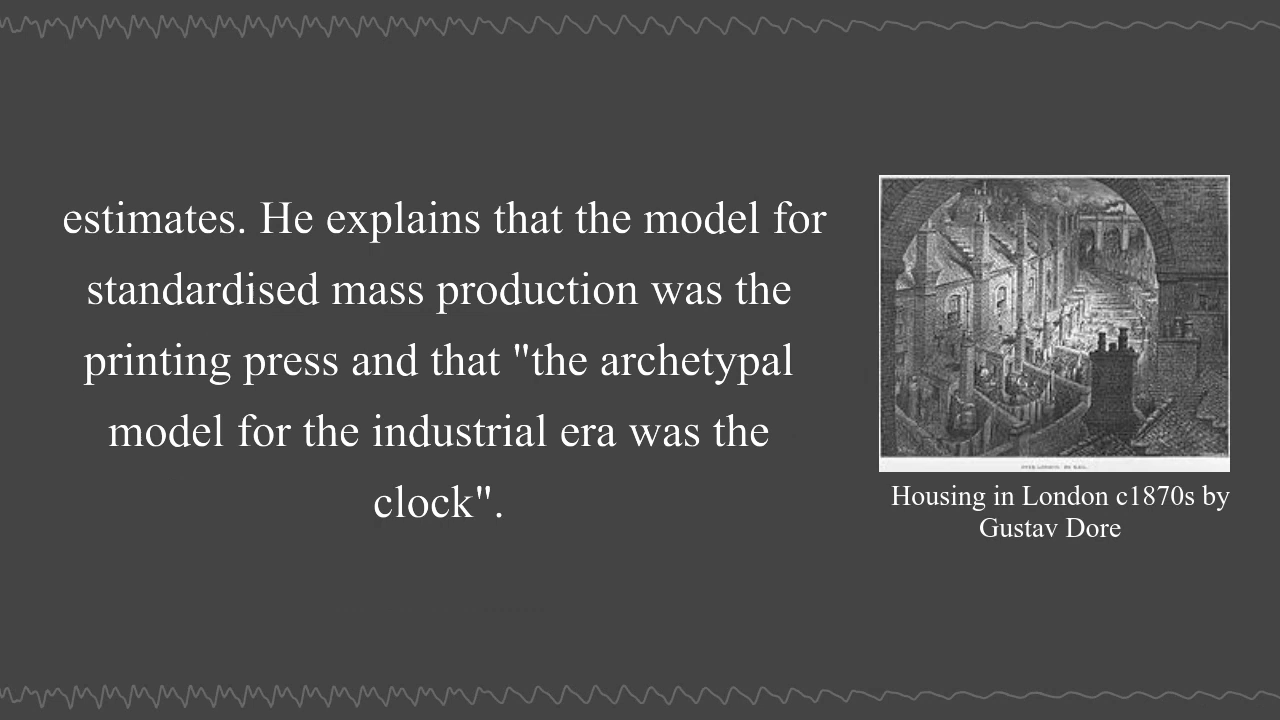 estimates. He explains that the model for
standardised mass production was the
printing press and that "the archetypal
model for the industrial era was the
clock".
Housing in London c1870s by
Gustav Dore